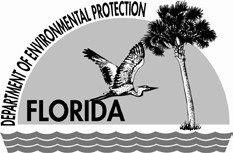 DEPARTMENT OF ENVIRONMENTAL PROTECTION
FLORIDA